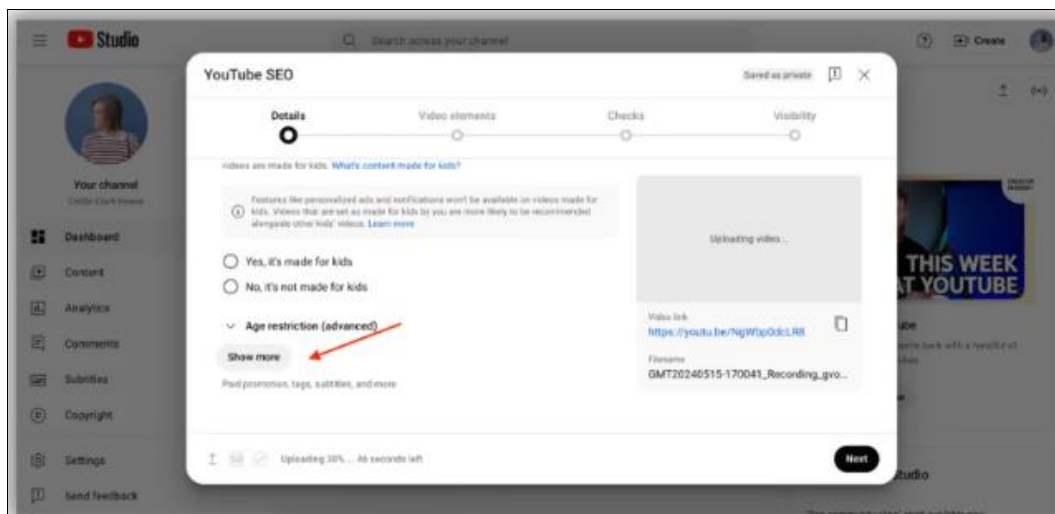 Studio
Search across your channel
Create
YouTube SEO
Saved as private
Details
Video elements
Checks
Visibility
videos are made for kids. What's content made for kids?
Features like personalized ads and notifications won't be available on videos made for
kids. Videos that are set as made for kids by you are more likely to be recommended
alongside other kids' videos. Learn more
Yes, it's made for kids
No, it's not made for kids
Age restriction (advanced)
Show more
Paid promotion, tags, subtitles, and more
Uploading video...
Video link
Filename
GMT20240515-170041_Recording_gvo...
Uploading 30% ... 46 seconds left
Next
Your channel
Dashboard
Content
Analytics
Comments
Subtitles
Copyright
Settings
Send feedback
THIS WEEK
AT YOUTUBE